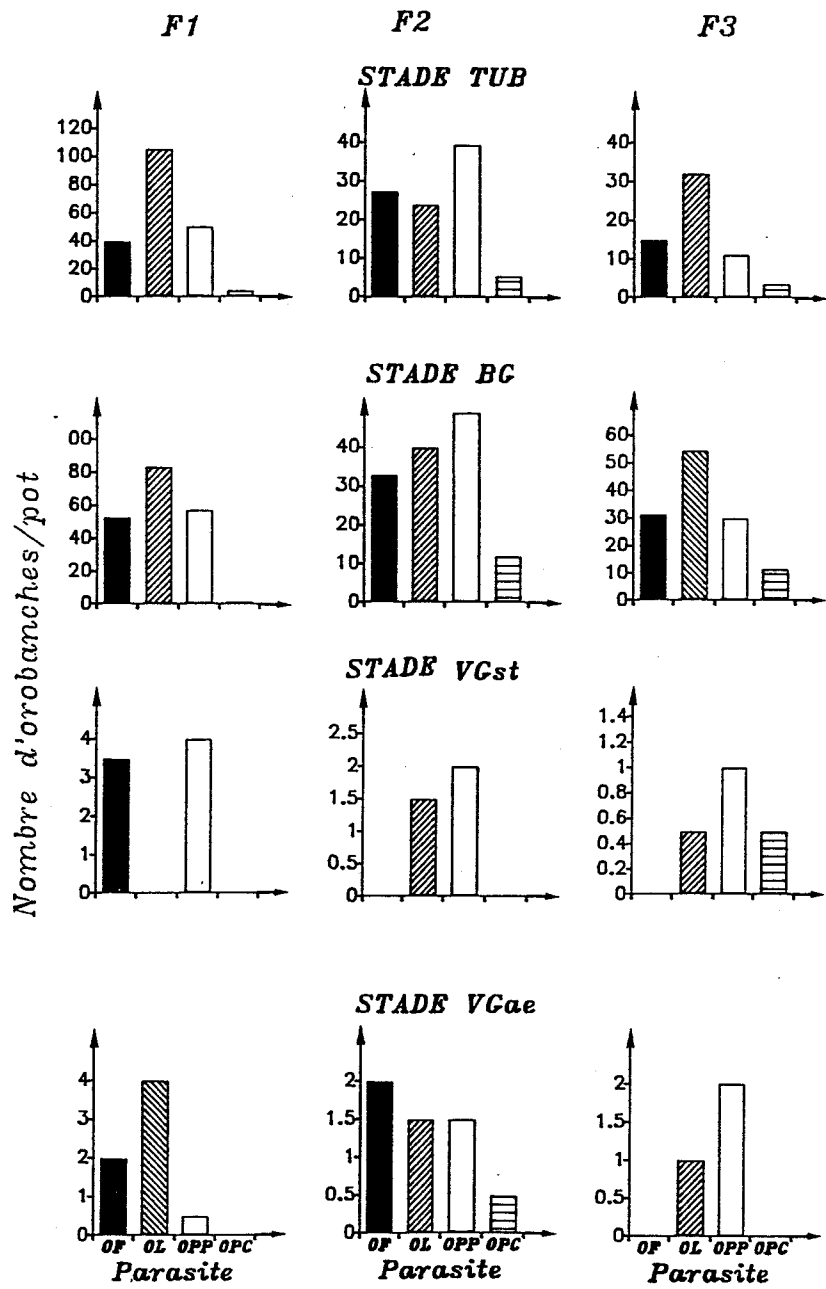 F1 F2 F3
STADE TUB
120 100 80 60 40 20 0
40 30 20 10 0
40 30 20 10 0
STADE BG
00 80 60 40 20 0
40 30 20 10 0
60 50 40 30 20 10 0
Nombre d'orobanches/pot
STADE VGst
4 3 2 1 0
2.5 2 1.5 1 0.5 0
1.4 1.2 1 0.8 0.6 0.4 0.2 0
STADE VGae
4 3 2 1 0
2 1.5 1 0.5 0
2 1.5 1 0.5 0
OF OL OPP OPC
OF OL OPP OPC
OF OL OPP OPC
Parasite Parasite Parasite